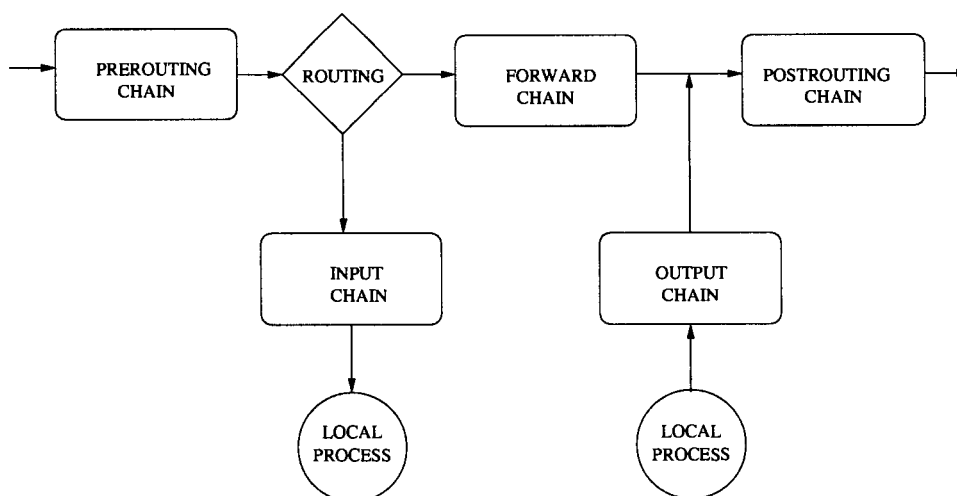 PREROUTING
CHAIN
ROUTING
FORWARD
CHAIN
POSTROUTING
CHAIN
INPUT
CHAIN
OUTPUT
CHAIN
LOCAL
PROCESS
LOCAL
PROCESS